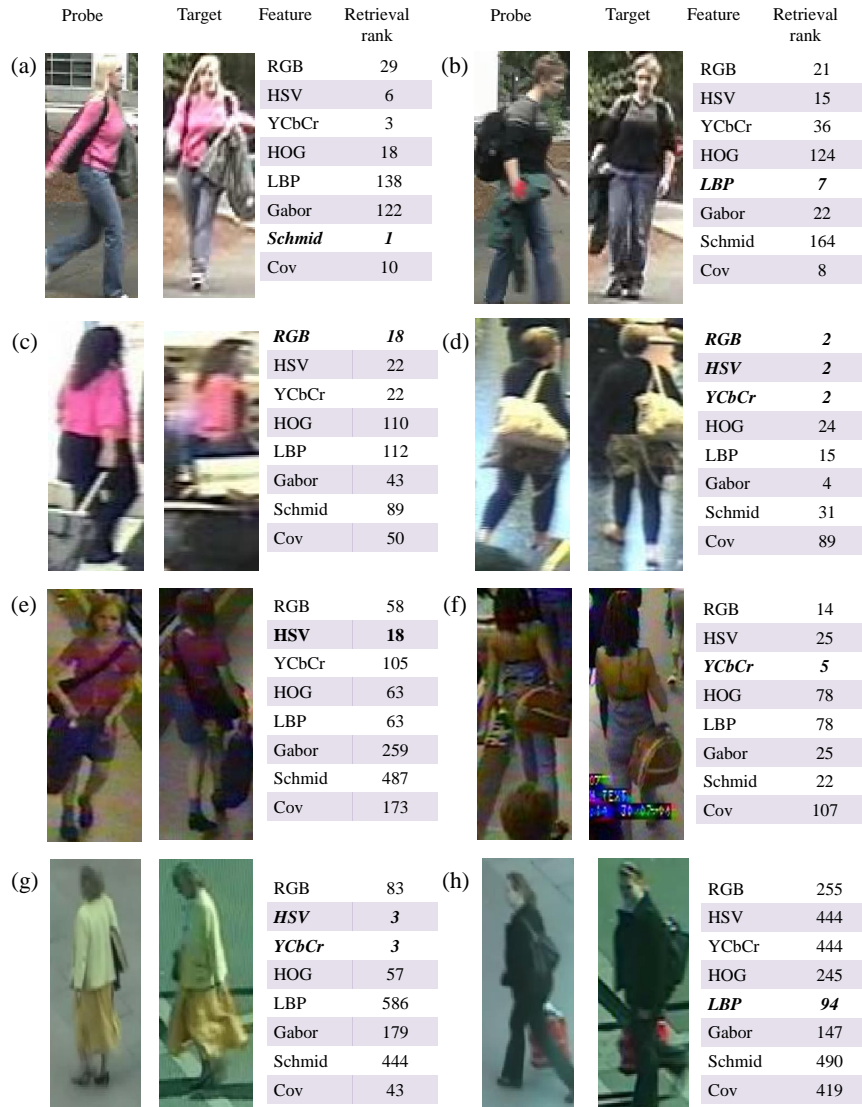 Probe Target Feature Retrieval rank Probe Target Feature Retrieval rank
(a)
RGB 29
HSV 6
YCbCr 3
HOG 18
LBP 138
Gabor 122
Schmid 1
Cov 10
(b)
RGB 21
HSV 15
YCbCr 36
HOG 124
LBP 7
Gabor 22
Schmid 164
Cov 8
(c)
RGB 18
HSV 22
YCbCr 22
HOG 110
LBP 112
Gabor 43
Schmid 89
Cov 50
(d)
RGB 2
HSV 2
YCbCr 2
HOG 24
LBP 15
Gabor 4
Schmid 31
Cov 89
(e)
RGB 58
HSV 18
YCbCr 105
HOG 63
LBP 63
Gabor 259
Schmid 487
Cov 173
(f)
RGB 14
HSV 25
YCbCr 5
HOG 78
LBP 78
Gabor 25
Schmid 22
Cov 107
(g)
RGB 83
HSV 3
YCbCr 3
HOG 57
LBP 586
Gabor 179
Schmid 444
Cov 43
(h)
RGB 255
HSV 444
YCbCr 444
HOG 245
LBP 94
Gabor 147
Schmid 490
Cov 419